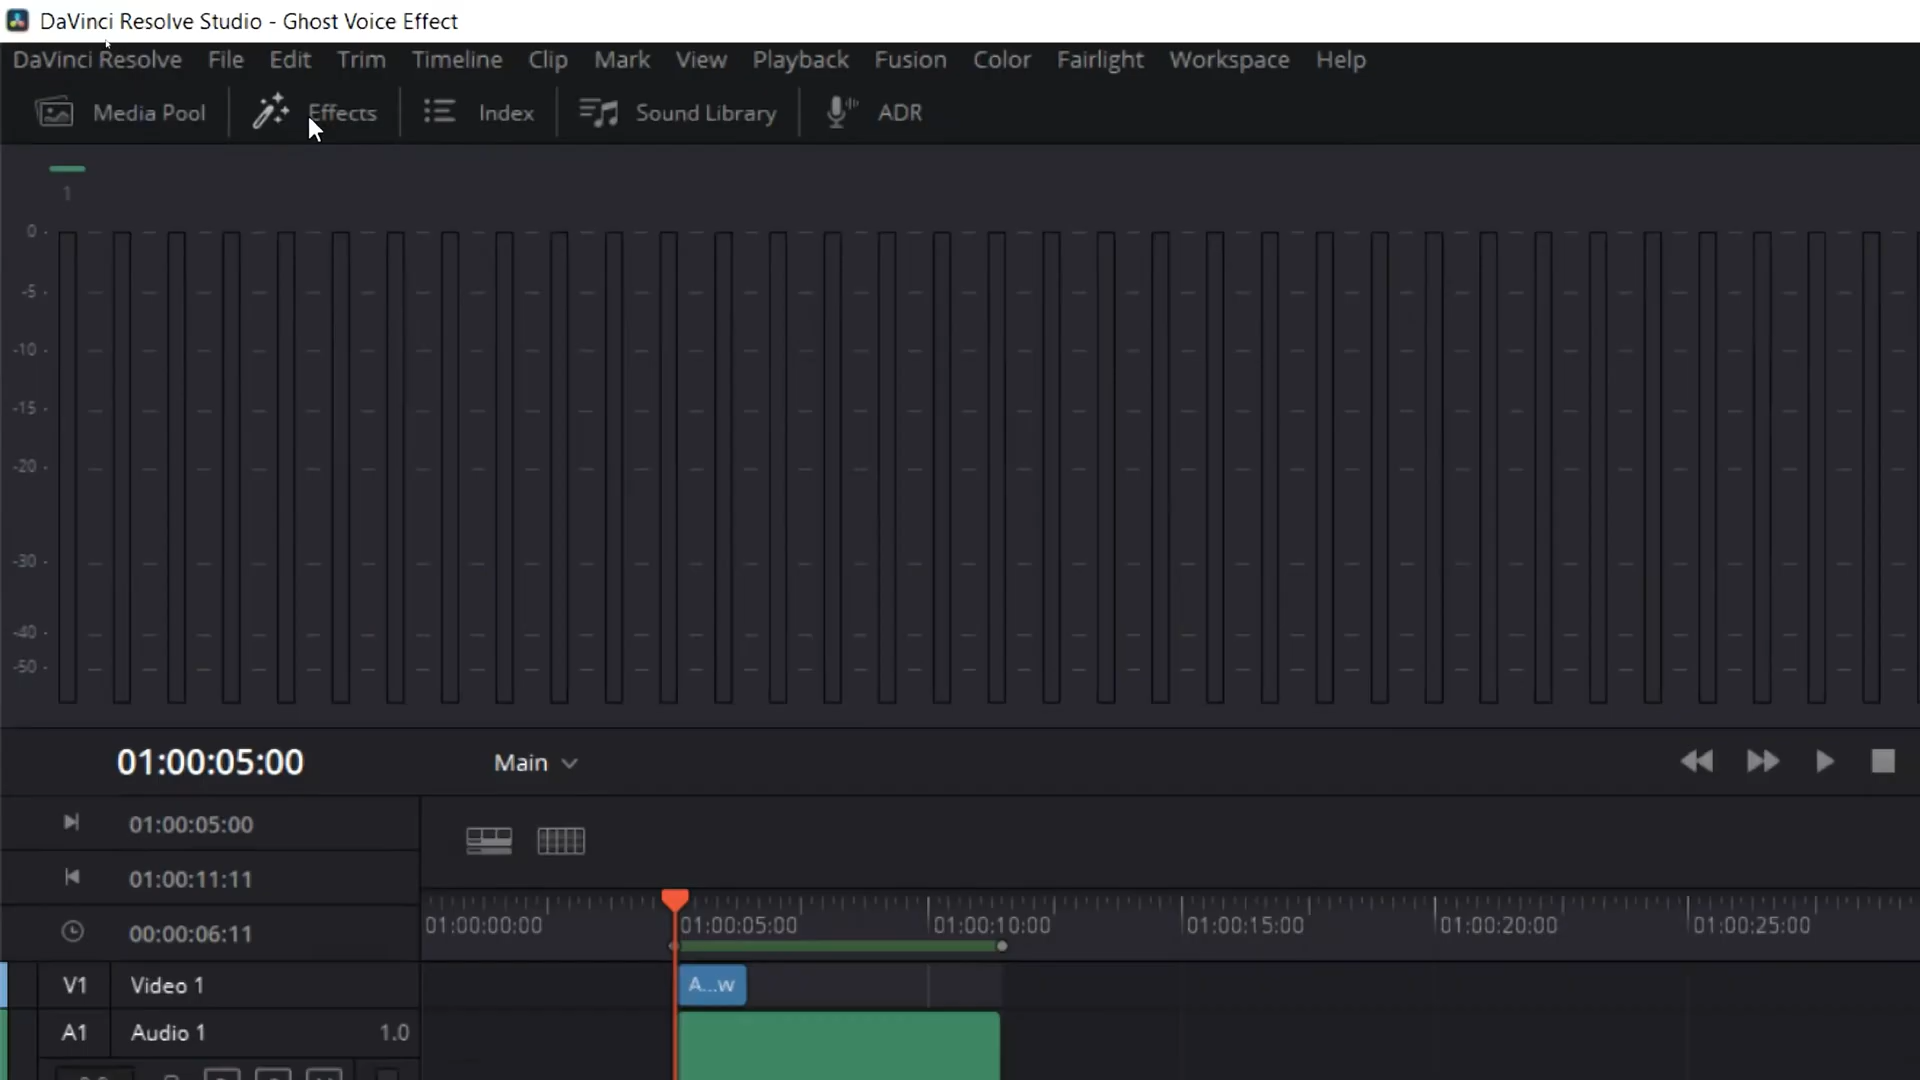 DaVinci Resolve Studio - Ghost Voice Effect
DaVinci Resolve File Edit Trim Timeline Clip Mark View Playback Fusion Color Fairlight Workspace Help
Media Pool Effects Index Sound Library ADR
1
0
-5
-10
-15
-20
-30
-40
-50
01:00:05:00 Main
01:00:05:00
01:00:11:11
01:00:00:00 01:00:05:00 01:00:10:00 01:00:15:00 01:00:20:00 01:00:25:00
00:00:06:11
V1 Video 1 A...w
A1 Audio 1 1.0